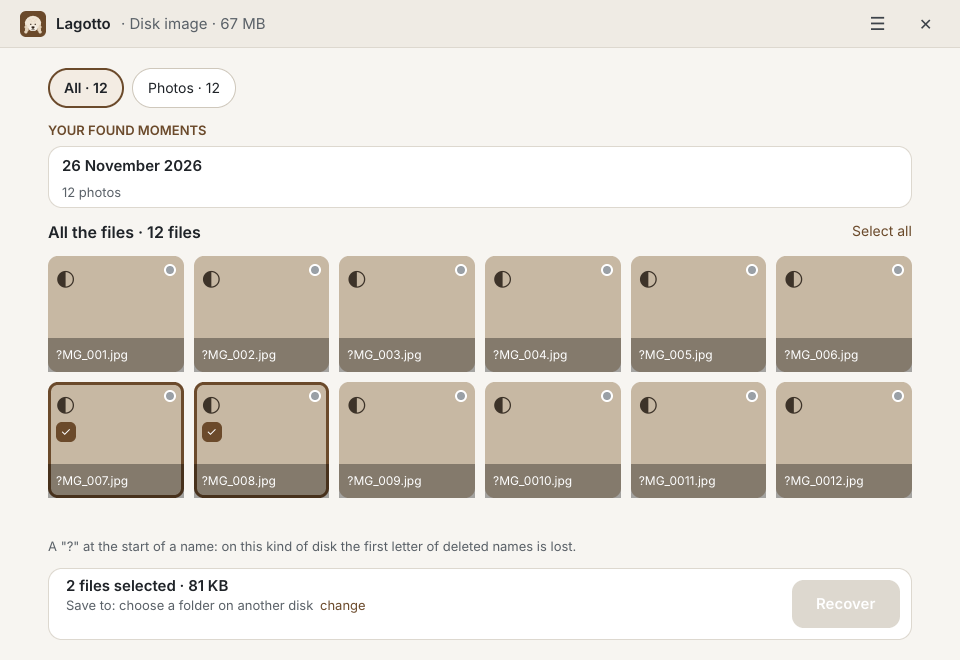 Lagotto · Disk image · 67 MB
All · 12
Photos · 12
YOUR FOUND MOMENTS
26 November 2026
12 photos
All the files · 12 files
Select all
?MG_001.jpg
?MG_002.jpg
?MG_003.jpg
?MG_004.jpg
?MG_005.jpg
?MG_006.jpg
?MG_007.jpg
?MG_008.jpg
?MG_009.jpg
?MG_0010.jpg
?MG_0011.jpg
?MG_0012.jpg
A "?" at the start of a name: on this kind of disk the first letter of deleted names is lost.
2 files selected · 81 KB
Save to: choose a folder on another disk change
Recover